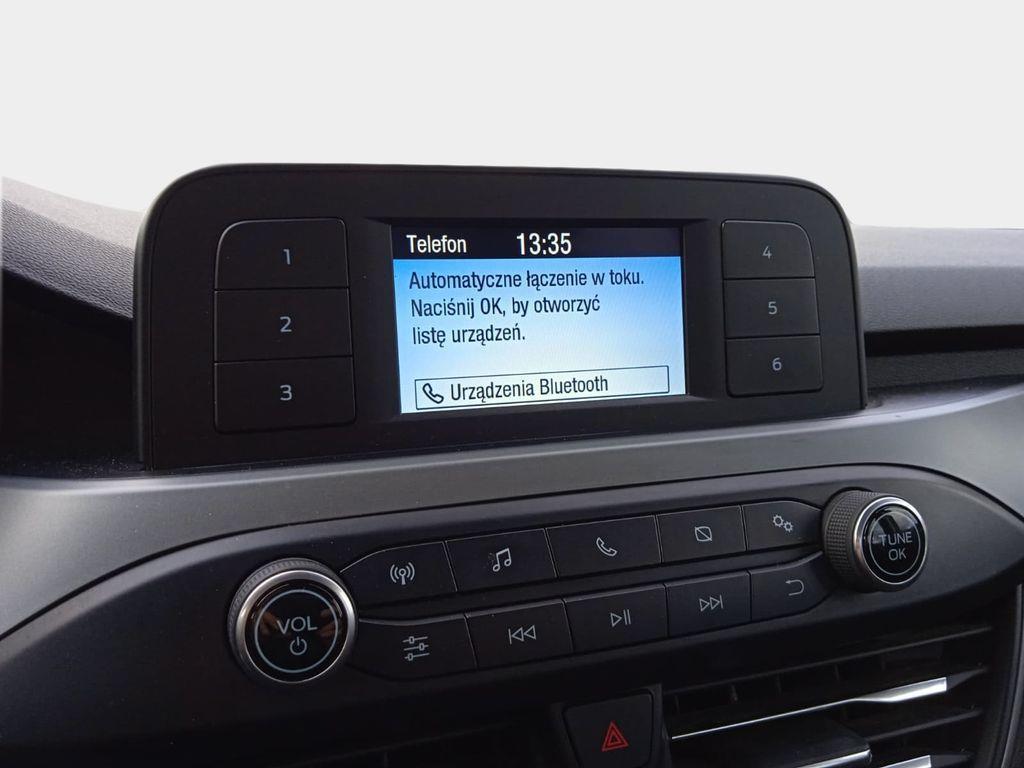 Telefon 13:35
Automatyczne łączenie w toku.
Naciśnij OK, by otworzyć
listę urządzeń.
Urządzenia Bluetooth
1
2
3
4
5
6
VOL
TUNE
OK